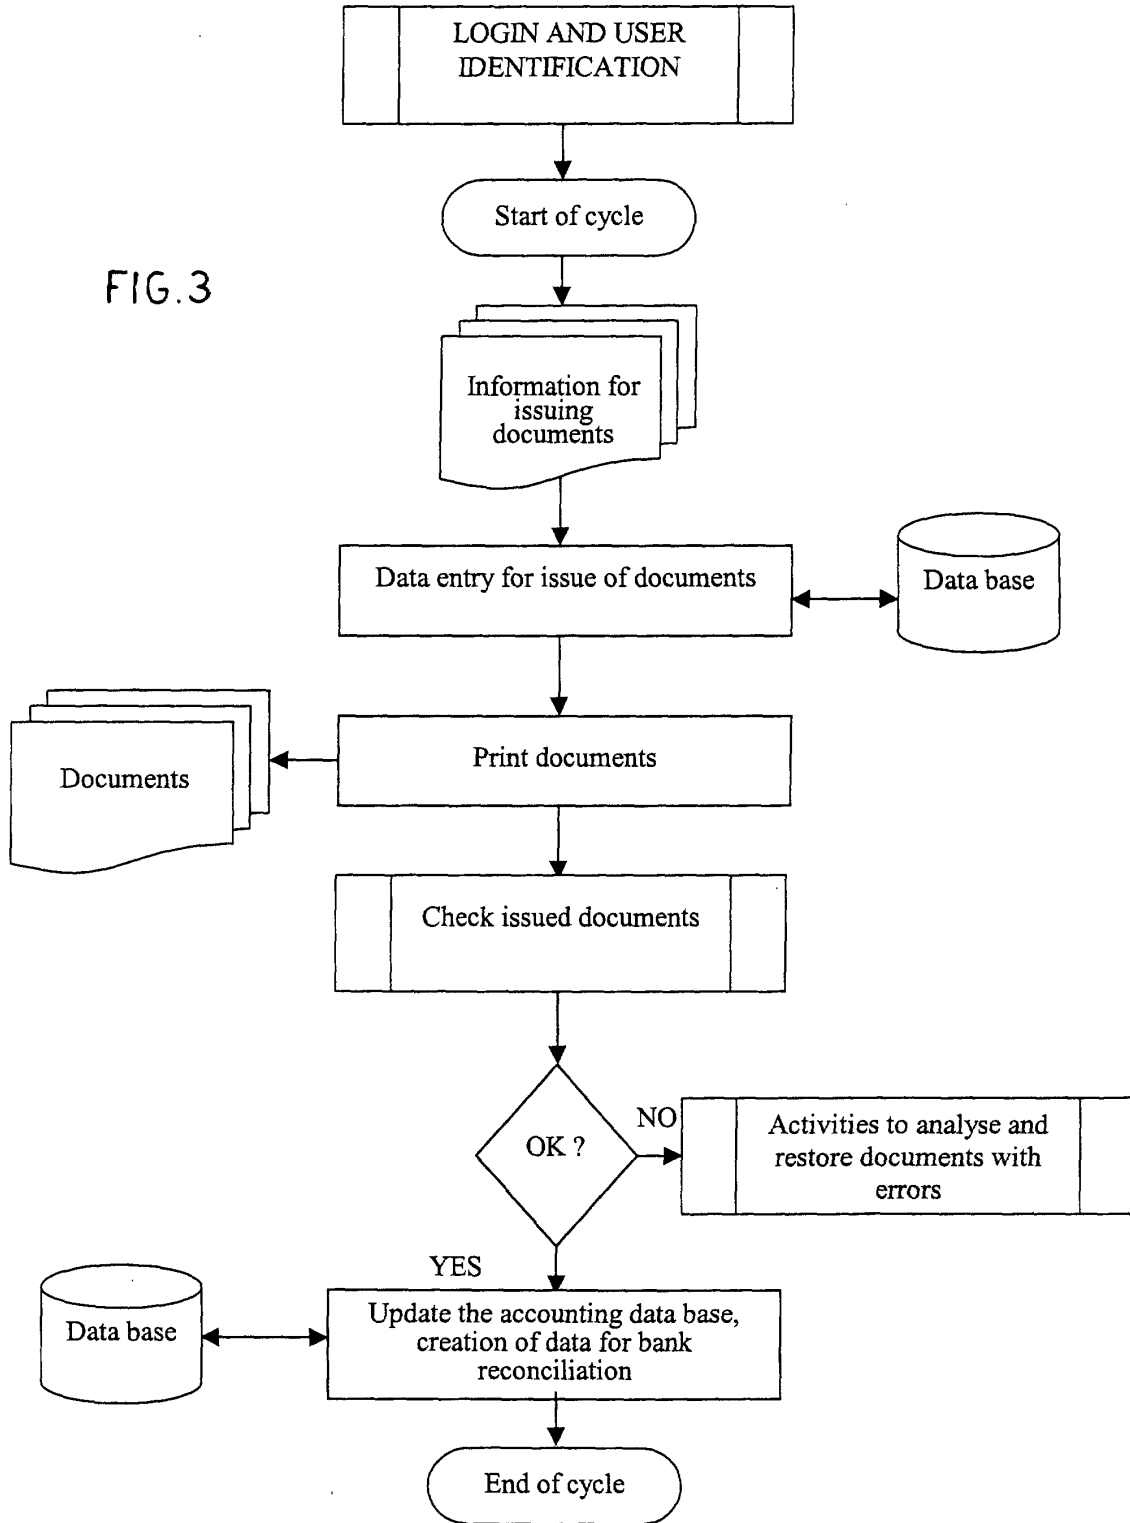 LOGIN AND USER
IDENTIFICATION
Start of cycle
FIG.3
Information for
issuing
documents
Data entry for issue of documents
Data base
Documents
Print documents
Check issued documents
OK ?
NO
Activities to analyse and
restore documents with
errors
YES
Data base
Update the accounting data base,
creation of data for bank
reconciliation
End of cycle